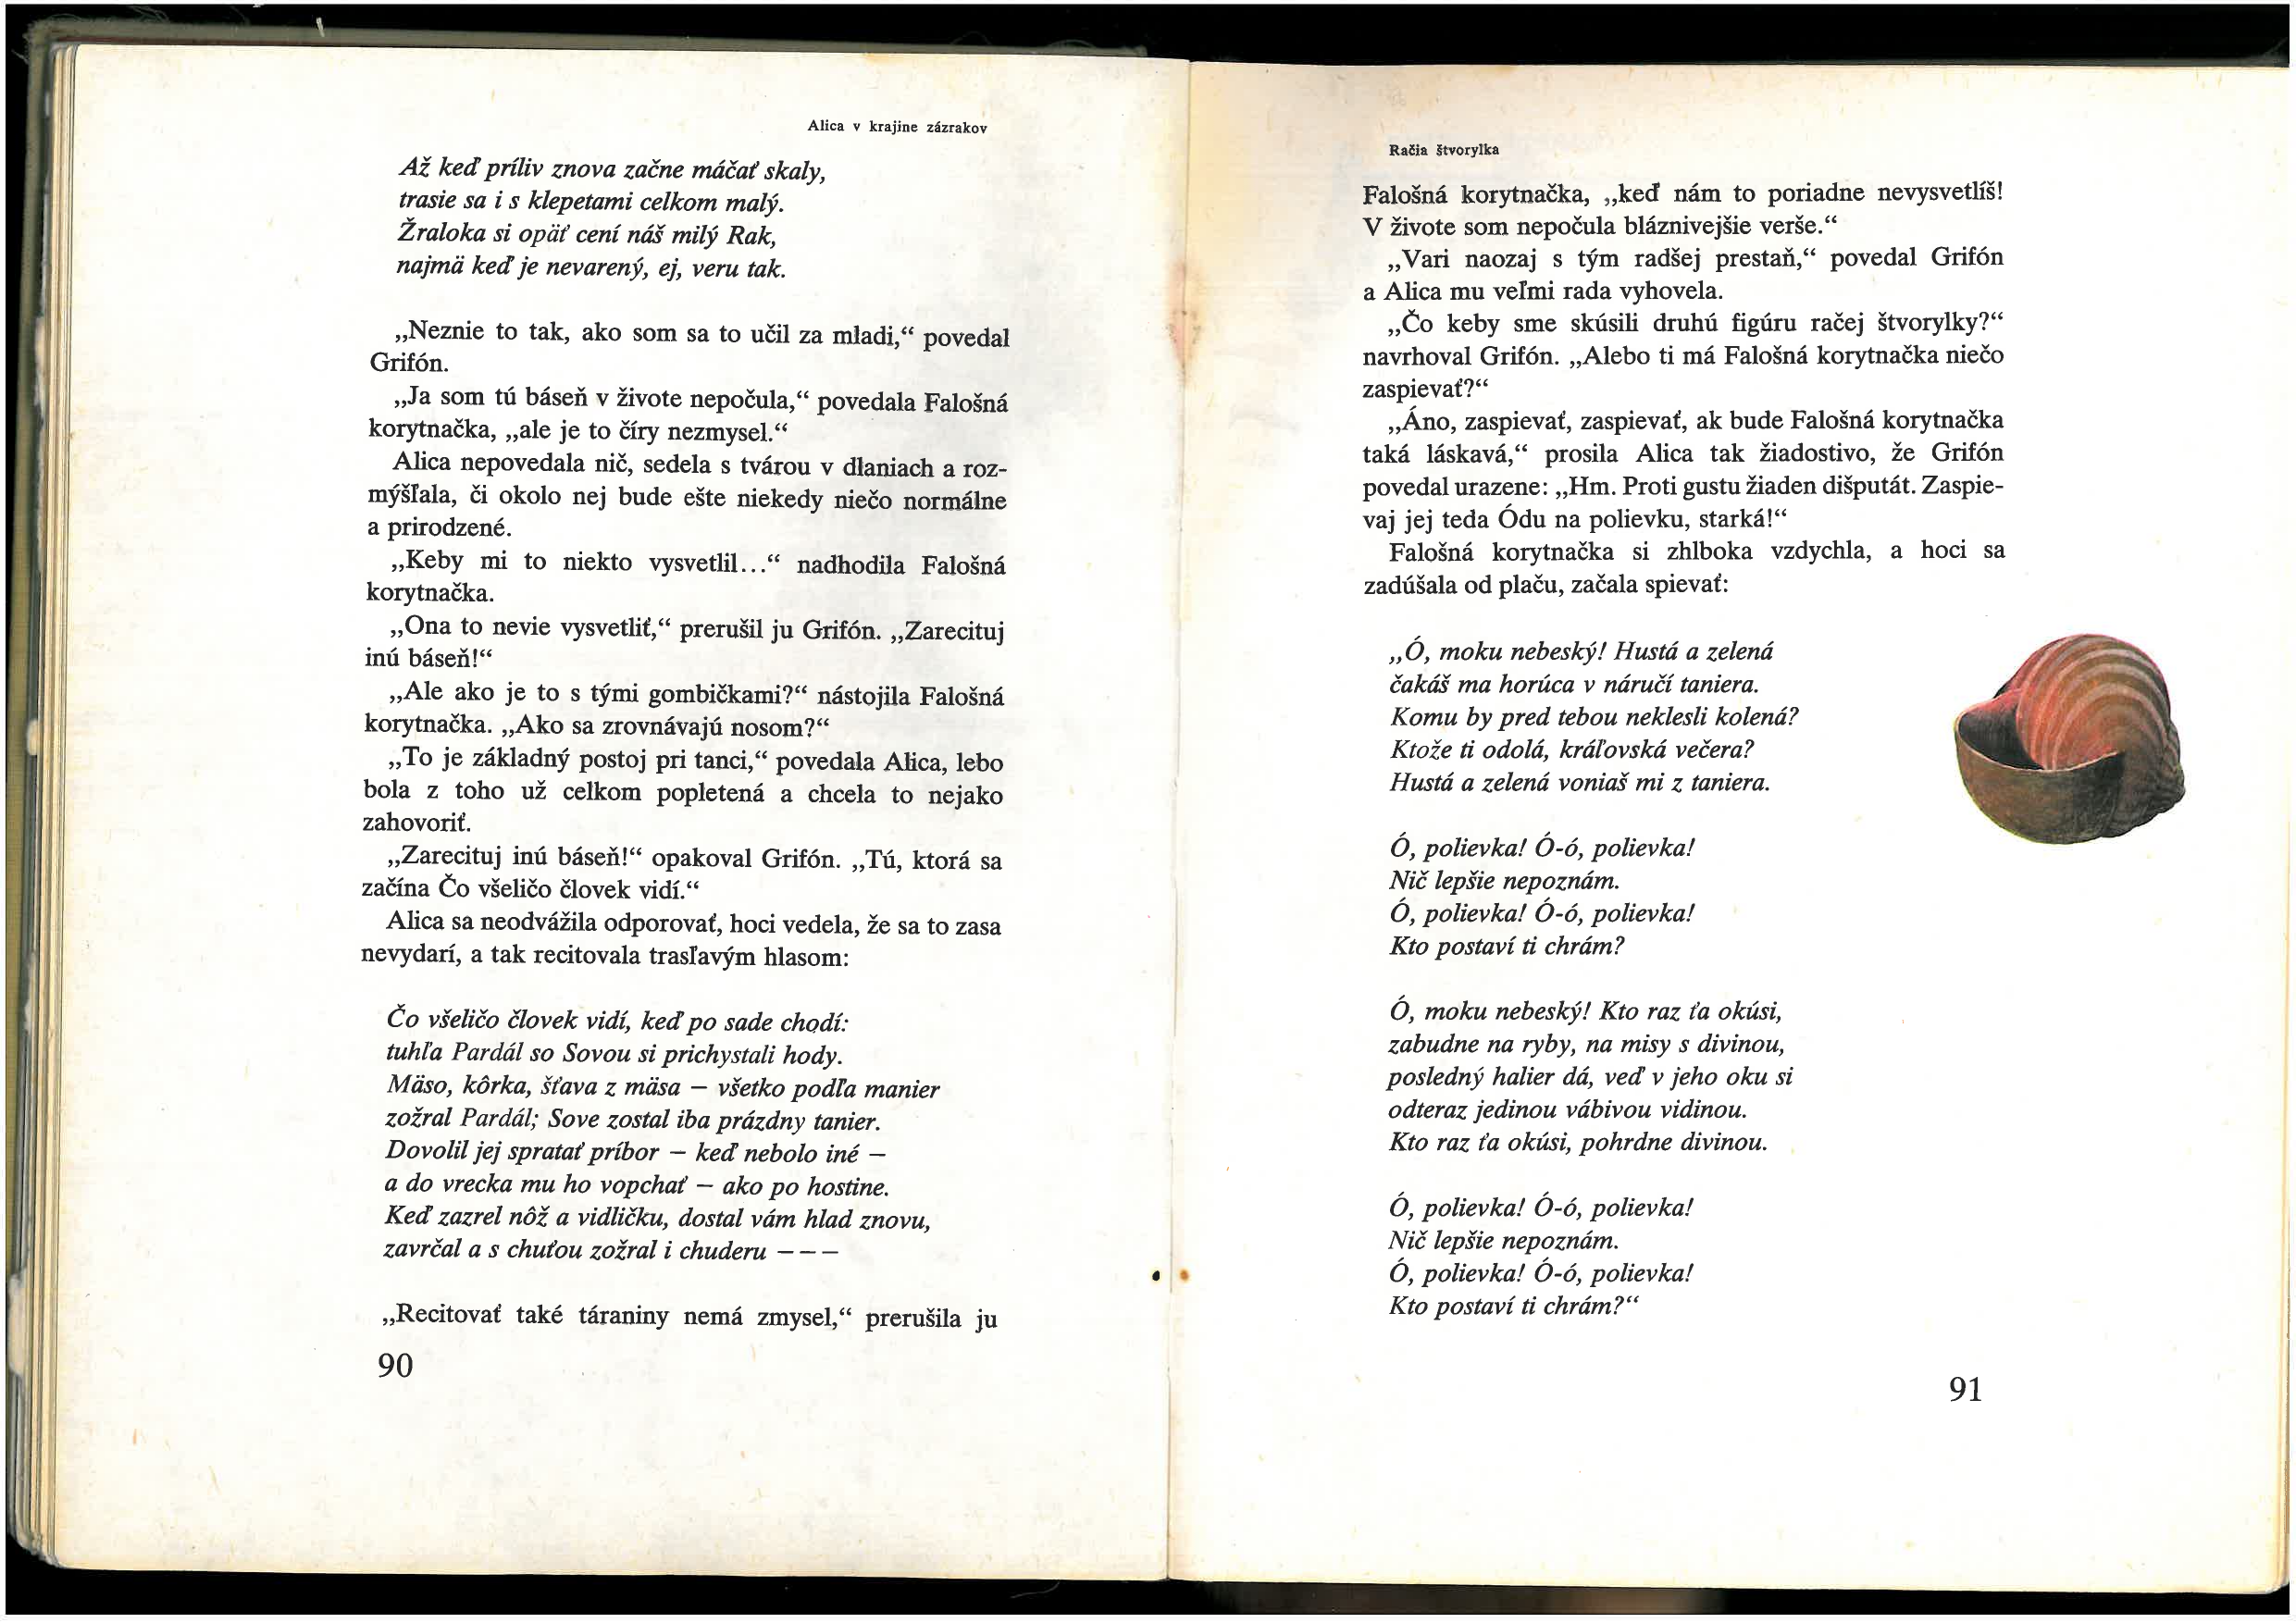 Alica v krajine zázrakov
Až keď príliv znova začne máčať skaly,
trasie sa i s klepetami celkom malý.
Žraloka si opäť cení náš milý Rak,
najmä keď je nevarený, ej, veru tak.
„Neznie to tak, ako som sa to učil za mladi,“ povedal
Grifón.
„Ja som tú báseň v živote nepočula,“ povedala Falošná
korytnačka, „ale je to číry nezmysel.“
Alica nepovedala nič, sedela s tvárou v dlaniach a roz-
mýšľala, či okolo nej bude ešte niekedy niečo normálne
a prirodzené.
„Keby mi to niekto vysvetlil...“ nadhodila Falošná
korytnačka.
„Ona to nevie vysvetliť,“ prerušil ju Grifón. „Zarecituj
inú báseň!“
„Ale ako je to s tými gombičkami?“ nástojila Falošná
korytnačka. „Ako sa zrovnávajú nosom?“
„To je základný postoj pri tanci,“ povedala Alica, lebo
bola z toho už celkom popletená a chcela to nejako
zahovoriť.
„Zarecituj inú báseň!“ opakoval Grifón. „Tú, ktorá sa
začína Čo všeličo človek vidí.“
Alica sa neodvážila odporovať, hoci vedela, že sa to zasa
nevydarí, a tak recitovala trasľavým hlasom:
Čo všeličo človek vidí, keď po sade chodí:
tuhľa Pardál so Sovou si prichystali hody.
Mäso, kôrka, šťava z mäsa — všetko podľa manier
zožral Pardál; Sove zostal iba prázdny tanier.
Dovolil jej spratať príbor — keď nebolo iné —
a do vrecka mu ho vopchať — ako po hostine.
Keď zazrel nôž a vidličku, dostal vám hlad znovu,
zavrčal a s chuťou zožral i chuderu — — —
„Recitovať také táraniny nemá zmysel,“ prerušila ju
90
Račia štvorylka
Falošná korytnačka, „keď nám to poriadne nevysvetlíš!
V živote som nepočula bláznivejšie verše.“
„Vari naozaj s tým radšej prestaň,“ povedal Grifón
a Alica mu veľmi rada vyhovela.
„Čo keby sme skúsili druhú figúru račej štvorylky?“
navrhoval Grifón. „Alebo ti má Falošná korytnačka niečo
zaspievať?“
„Áno, zaspievať, zaspievať, ak bude Falošná korytnačka
taká láskavá,“ prosila Alica tak žiadostivo, že Grifón
povedal urazene: „Hm. Proti gustu žiaden dišputát. Zaspie-
vaj jej teda Ódu na polievku, starká!“
Falošná korytnačka si zhlboka vzdychla, a hoci sa
zadúšala od plaču, začala spievať:
„Ó, moku nebeský! Hustá a zelená
čakáš ma horúca v náručí taniera.
Komu by pred tebou neklesli kolená?
Ktože ti odolá, kráľovská večera?
Hustá a zelená voniaš mi z taniera.
Ó, polievka! Ó-ó, polievka!
Nič lepšie nepoznám.
Ó, polievka! Ó-ó, polievka!
Kto postaví ti chrám?
Ó, moku nebeský! Kto raz ťa okúsi,
zabudne na ryby, na misy s divinou,
posledný halier dá, veď v jeho oku si
odteraz jedinou vábivou vidinou.
Kto raz ťa okúsi, pohrdne divinou.
Ó, polievka! Ó-ó, polievka!
Nič lepšie nepoznám.
Ó, polievka! Ó-ó, polievka!
Kto postaví ti chrám?“
91